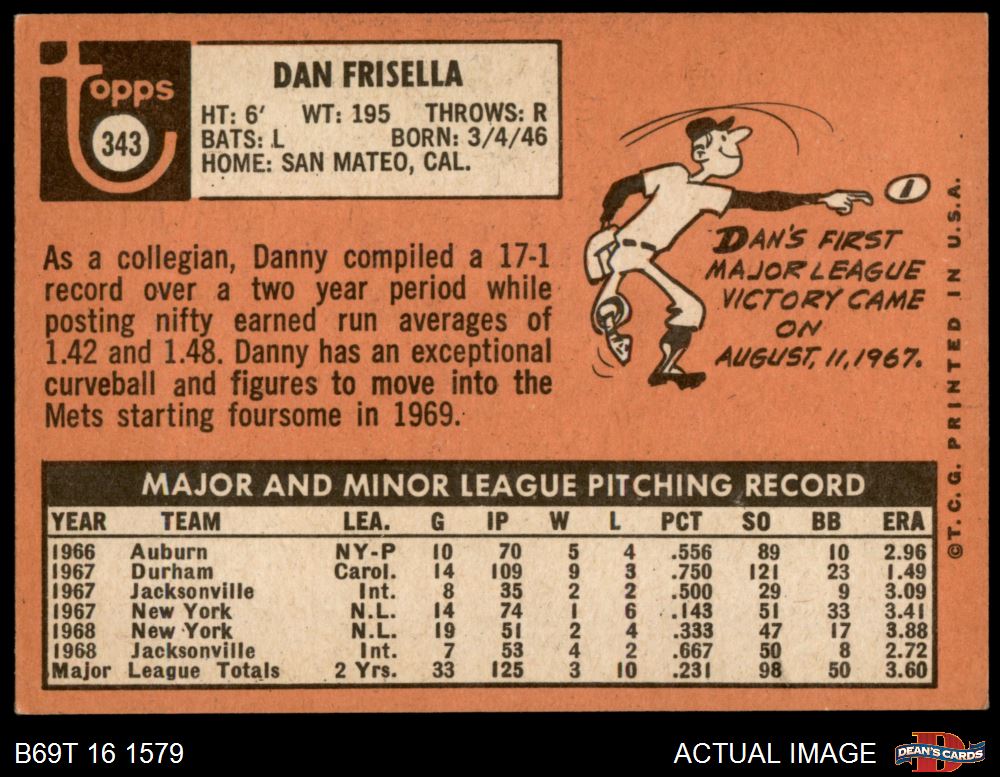 topps
343
DAN FRISELLA
HT: 6' WT: 195 THROWS: R
BATS: L BORN: 3/4/46
HOME: SAN MATEO, CAL.
As a collegian, Danny compiled a 17-1
record over a two year period while
posting nifty earned run averages of
1.42 and 1.48. Danny has an exceptional
curveball and figures to move into the
Mets starting foursome in 1969.
1
DAN'S FIRST
MAJOR LEAGUE
VICTORY CAME
ON
AUGUST, 11, 1967.
©T.C.G. PRINTED IN U.S.A.
MAJOR AND MINOR LEAGUE PITCHING RECORD
YEAR TEAM LEA. G IP W L PCT SO BB ERA
1966 Auburn NY-P 10 70 5 4 .556 89 10 2.96
1967 Durham Carol. 14 109 9 3 .750 121 23 1.49
1967 Jacksonville Int. 8 35 2 2 .500 29 9 3.09
1967 New York N.L. 14 74 1 6 .143 51 33 3.41
1968 New York N.L. 19 51 2 4 .333 47 17 3.88
1968 Jacksonville Int. 7 53 4 2 .667 50 8 2.72
Major League Totals 2 Yrs. 33 125 3 10 .231 98 50 3.60
B69T 16 1579
ACTUAL IMAGE
D
DEAN'S CARDS